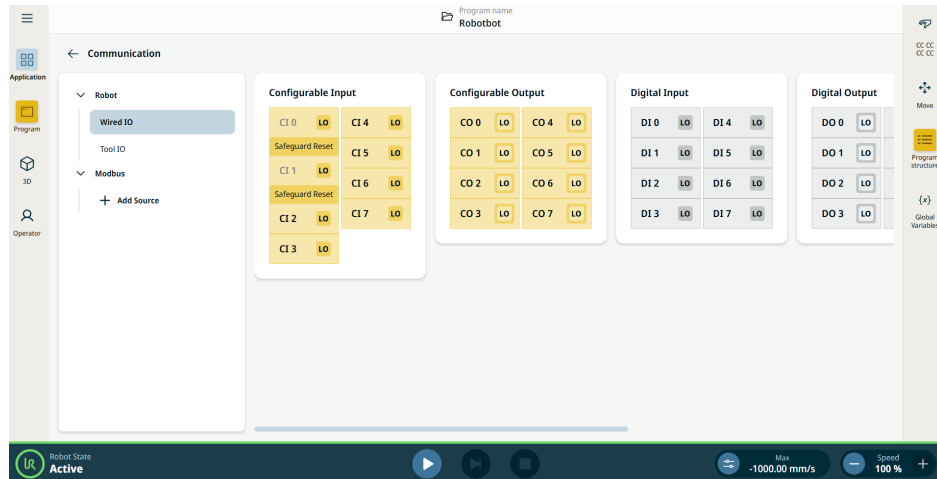 Program name
Robotbot
Application
Program
3D
Operator
Communication
Robot
Wired IO
Tool IO
Modbus
Add Source
Configurable Input
CI 0 LO CI 4 LO
Safeguard Reset
CI 5 LO
CI 1 LO
CI 6 LO
Safeguard Reset
CI 2 LO CI 7 LO
CI 3 LO
Configurable Output
CO 0 LO CO 4 LO
CO 1 LO CO 5 LO
CO 2 LO CO 6 LO
CO 3 LO CO 7 LO
Digital Input
DI 0 LO DI 4 LO
DI 1 LO DI 5 LO
DI 2 LO DI 6 LO
DI 3 LO DI 7 LO
Digital Output
DO 0 LO
DO 1 LO
DO 2 LO
DO 3 LO
CC CC
CC CC
Move
Program
structure
{x}
Global
Variables
UR
Robot State
Active
Max
-1000.00 mm/s
Speed
100 %